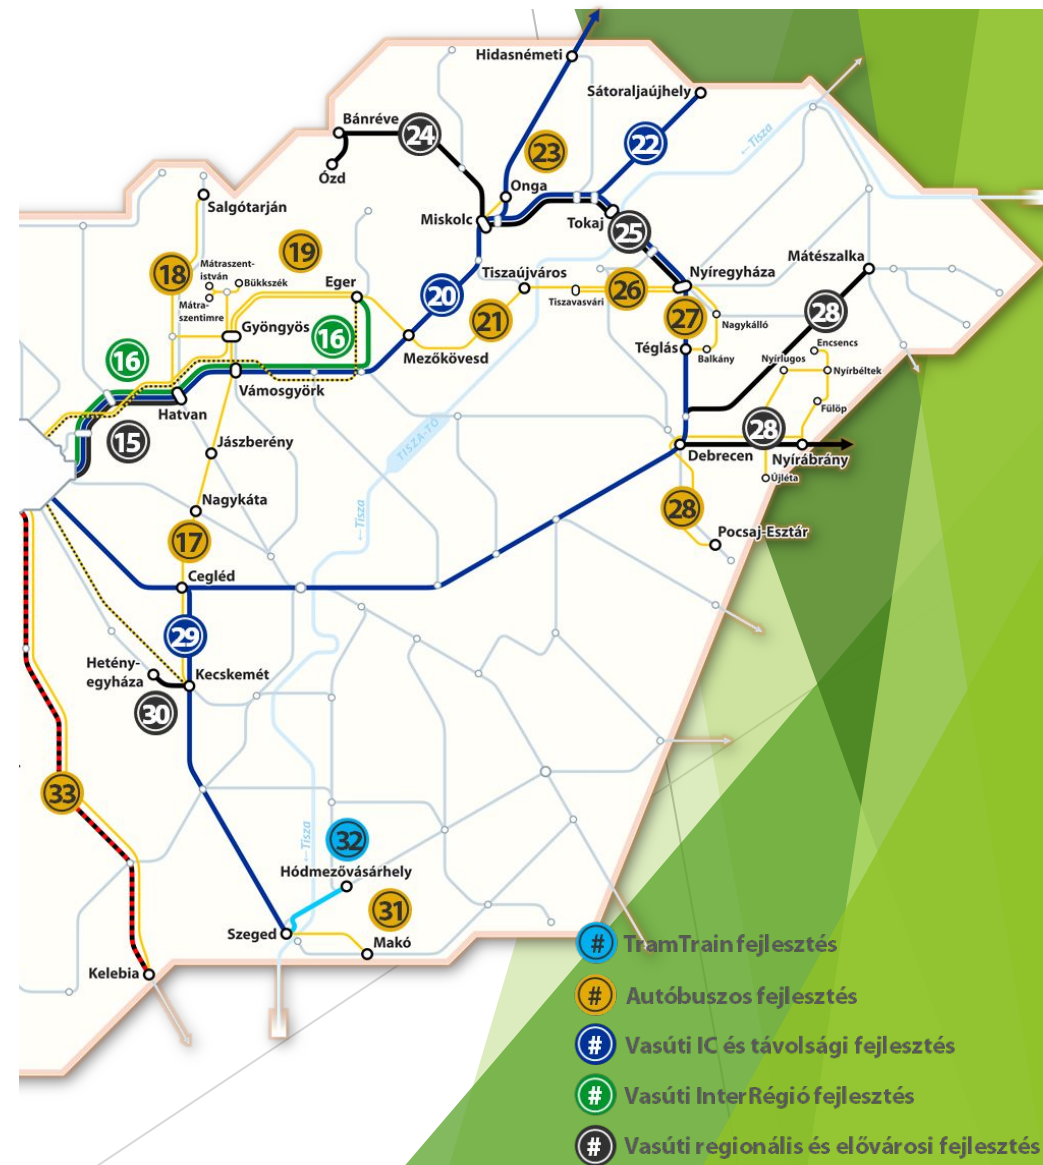 Hidasnémeti
Sátoraljaújhely
Bánréve
24
22
←Tisza
23
Ózd
Onga
Salgótarján
Miskolc
Tokaj
25
19
18
Mátraszent-
istván
Bükkszék
Mátra-
szentimre
Eger
Tiszaújváros
Nyíregyháza
Mátészalka
20
Tiszavasvári
26
16
Gyöngyös
21
27
Nagykálló
28
Mezőkövesd
Téglás
Balkány
Encsencs
Nyírlugos
Nyírbéltek
16
Vámosgyörk
Hatvan
Fülöp
15
Jászberény
TISZA-TÓ
28
Debrecen
Nyírábrány
Újléta
Nagykáta
←Tisza
28
Pocsaj-Esztár
17
Cegléd
29
Hetény-
egyháza
Kecskemét
30
33
32
←Tisza
Hódmezővásárhely
31
Szeged
Makó
Kelebia
# TramTrain fejlesztés
# Autóbuszos fejlesztés
# Vasúti IC és távolsági fejlesztés
# Vasúti InterRégió fejlesztés
# Vasúti regionális és elővárosi fejlesztés